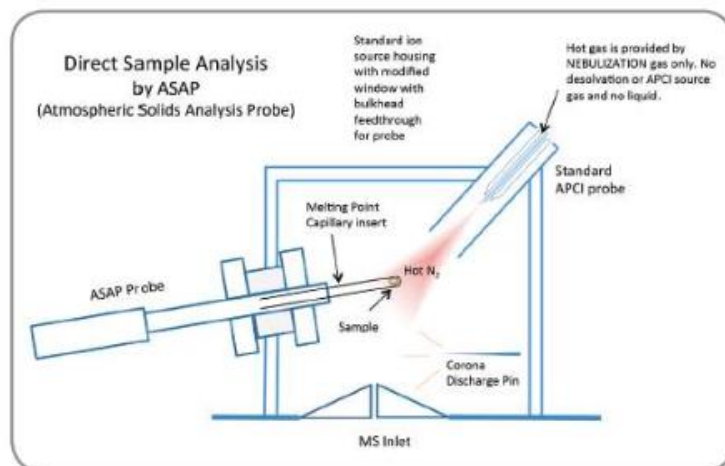 Direct Sample Analysis
by ASAP
(Atmospheric Solids Analysis Probe)
Standard ion
source housing
with modified
window with
bulkhead
feedthrough
for probe
Hot gas is provided by
NEBULIZATION gas only. No
desolvation or APCI source
gas and no liquid.
Standard
APCI probe
Melting Point
Capillary insert
Hot N₂
ASAP Probe
Sample
Corona
Discharge Pin
MS Inlet